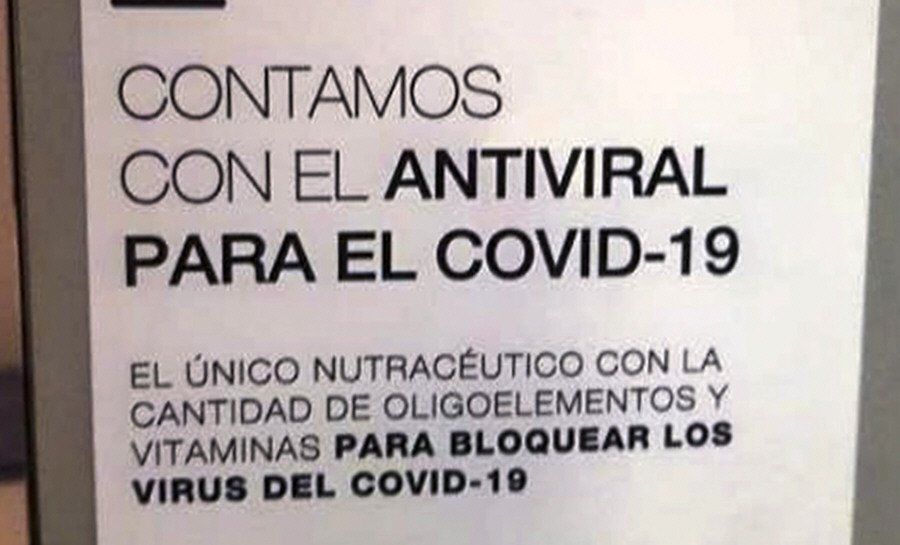 CONTAMOS
CON EL ANTIVIRAL
PARA EL COVID-19
EL ÚNICO NUTRACÉUTICO CON LA
CANTIDAD DE OLIGOELEMENTOS Y
VITAMINAS PARA BLOQUEAR LOS
VIRUS DEL COVID-19